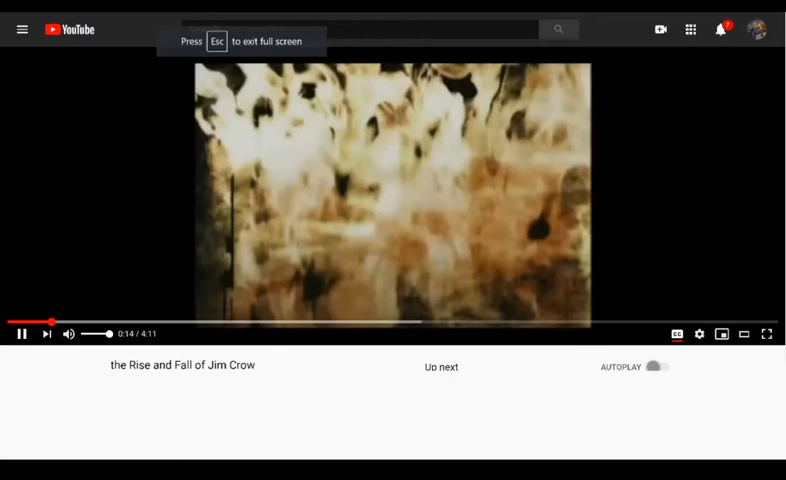 YouTube
Press Esc to exit full screen
7
0:14 / 4:11
CC
the Rise and Fall of Jim Crow
Up next
AUTOPLAY